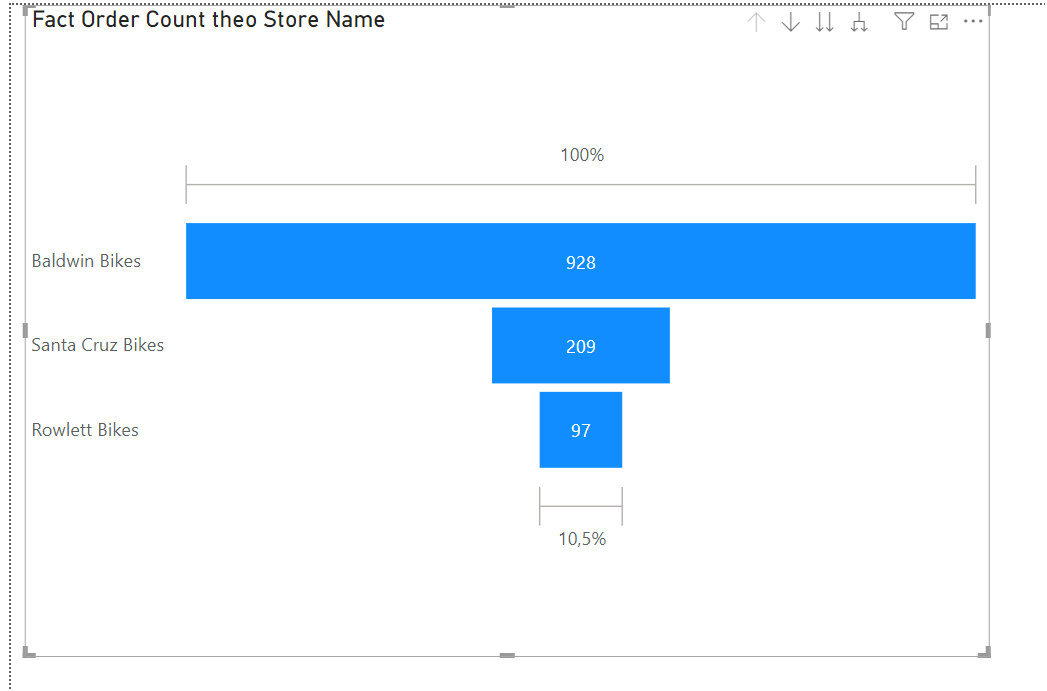 Fact Order Count theo Store Name
100%
Baldwin Bikes 928
Santa Cruz Bikes 209
Rowlett Bikes 97
10,5%